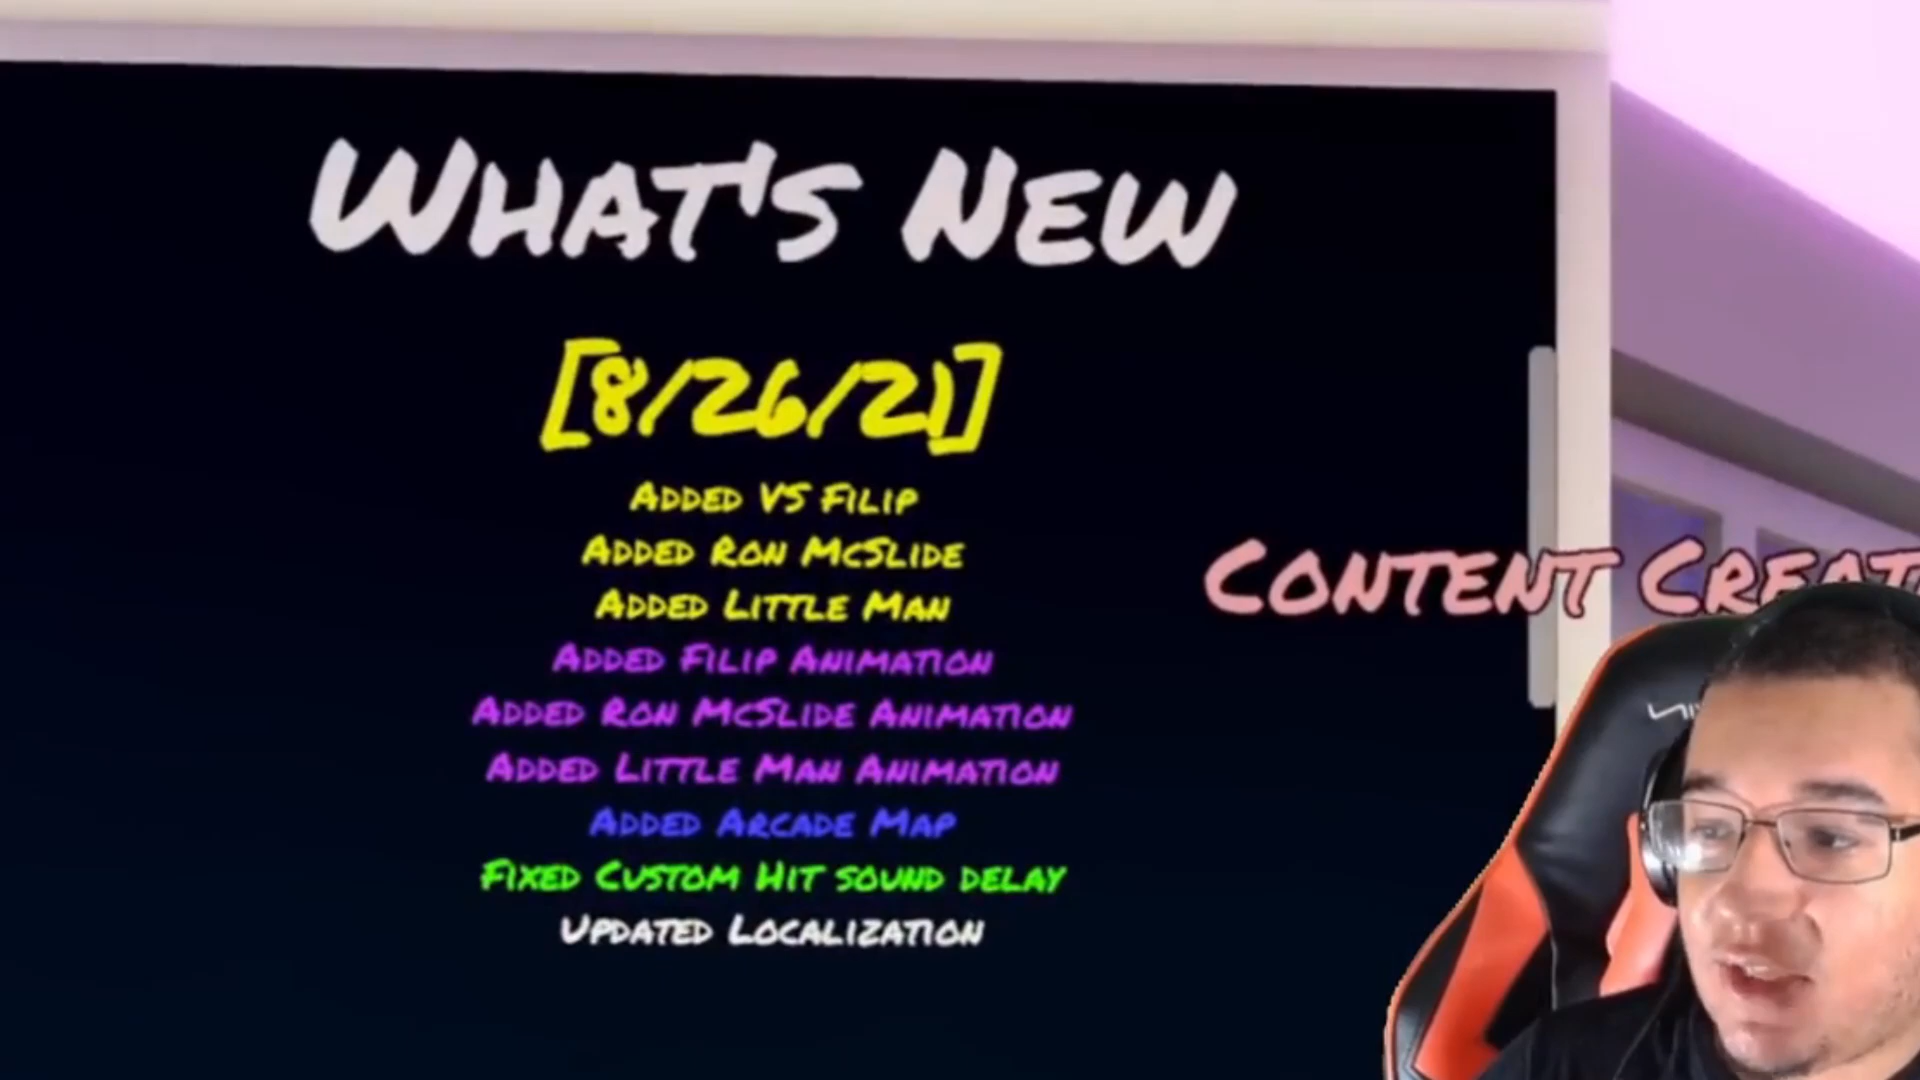 What's New
[8/26/21]
Added VS Filip
Added Ron McSlide
Added Little Man
Added Filip Animation
Added Ron McSlide Animation
Added Little Man Animation
Added Arcade Map
Fixed Custom Hit sound delay
Updated Localization
Content